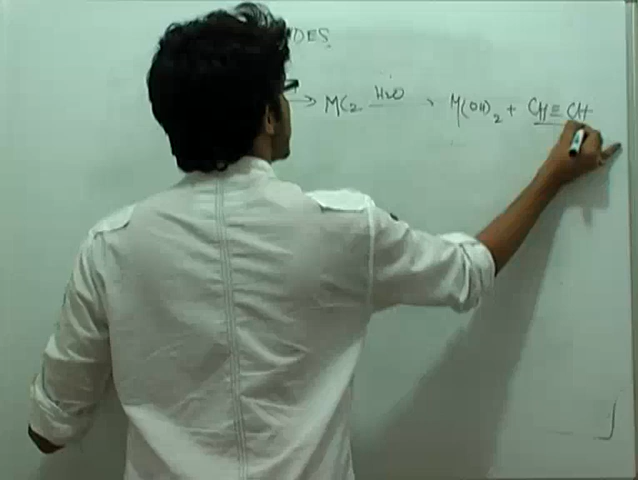 DES
→ MC₂ H₂O → M(OH)₂ + CH≡CH